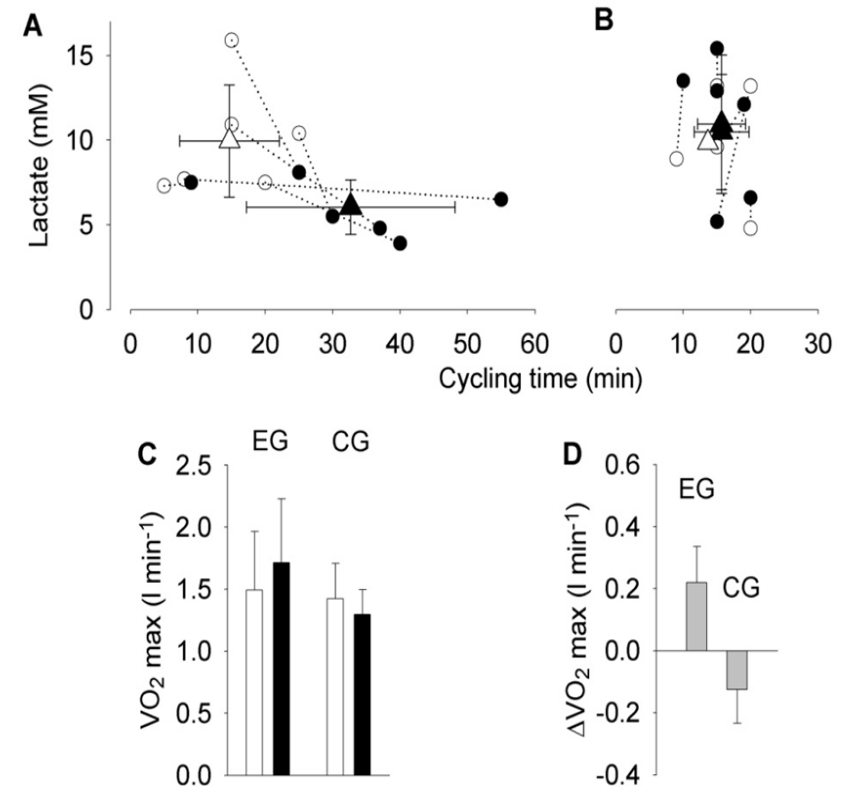 A
B
Lactate (mM)
15
10
5
0
0 10 20 30 40 50 60
0 10 20 30
Cycling time (min)
C
EG CG
VO2 max (l min-1)
2.5
2.0
1.5
1.0
0.5
0.0
D
EG
CG
ΔVO2 max (l min-1)
0.6
0.4
0.2
0.0
-0.2
-0.4